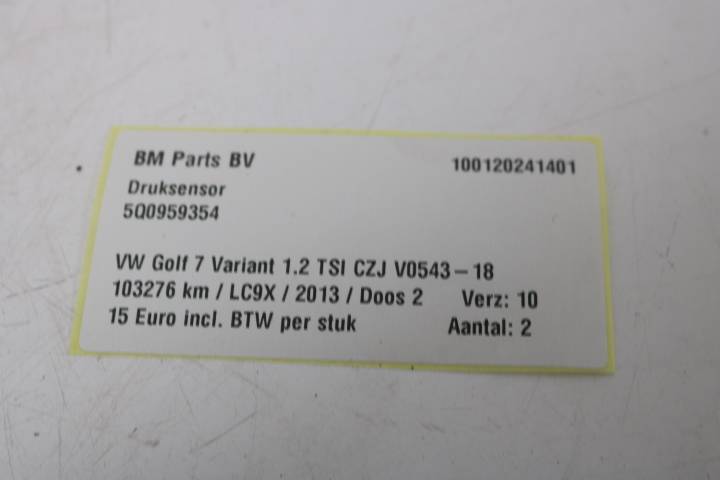 BM Parts BV 100120241401
Druksensor
5Q0959354
VW Golf 7 Variant 1.2 TSI CZJ V0543-18
103276 km / LC9X / 2013 / Doos 2 Verz: 10
15 Euro incl. BTW per stuk Aantal: 2